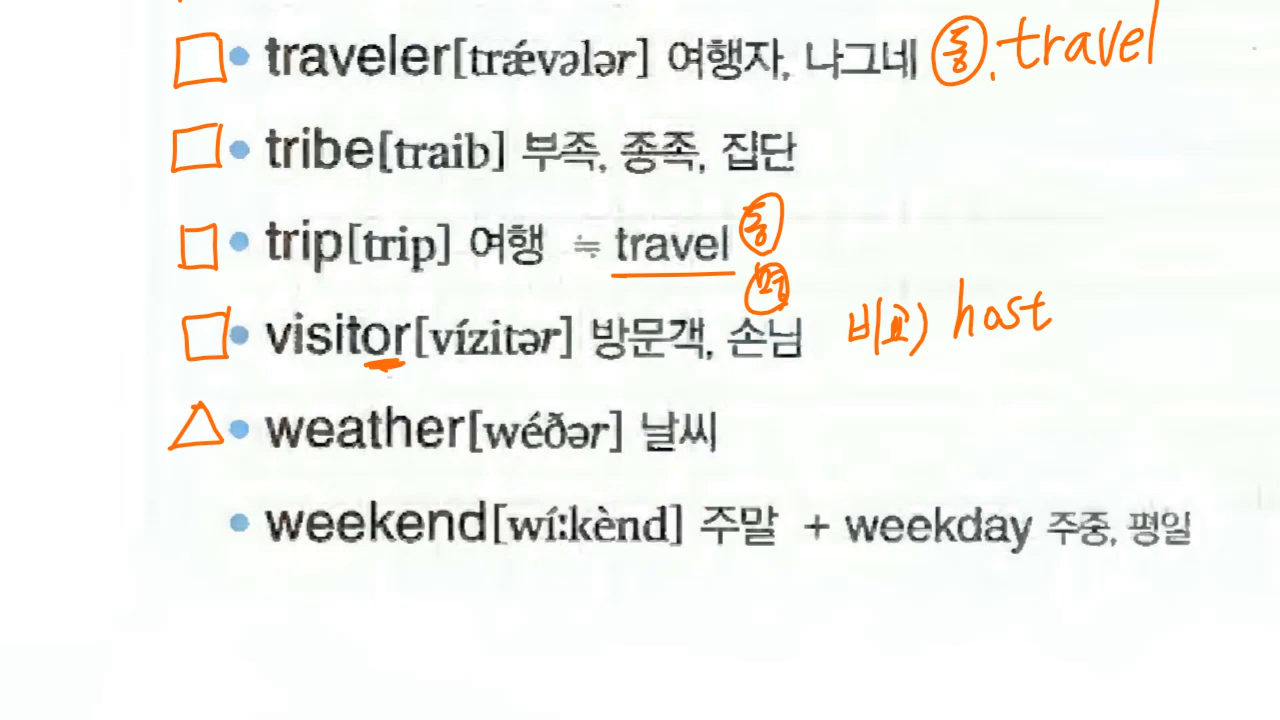 traveler[trǽvələr] 여행자, 나그네 동. travel
tribe[traib] 부족, 종족, 집단
trip[trip] 여행 ≒ travel 동
명
visitor[vízitər] 방문객, 손님 비교) host
weather[wéðər] 날씨
weekend[wíːkènd] 주말 + weekday 주중, 평일